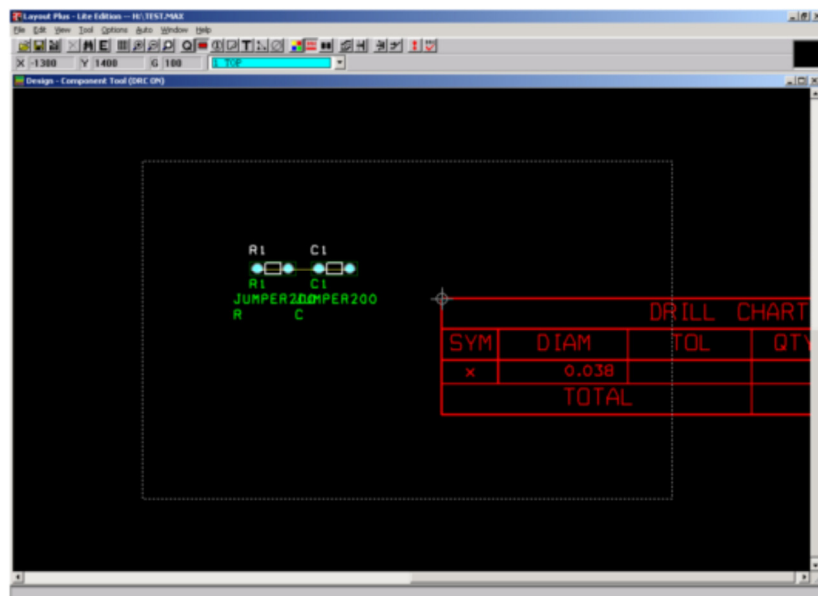 Layout Plus - Lite Edition -- H:\TEST.MAX
File Edit View Tool Options Auto Window Help
X -1300 Y 1400 G 100 1 TOP
Design - Component Tool (DRC ON)
R1 C1
R1 C1
JUMPER200 JUMPER200
R C
DRILL CHART
SYM DIAM TOL QTY
x 0.038
TOTAL